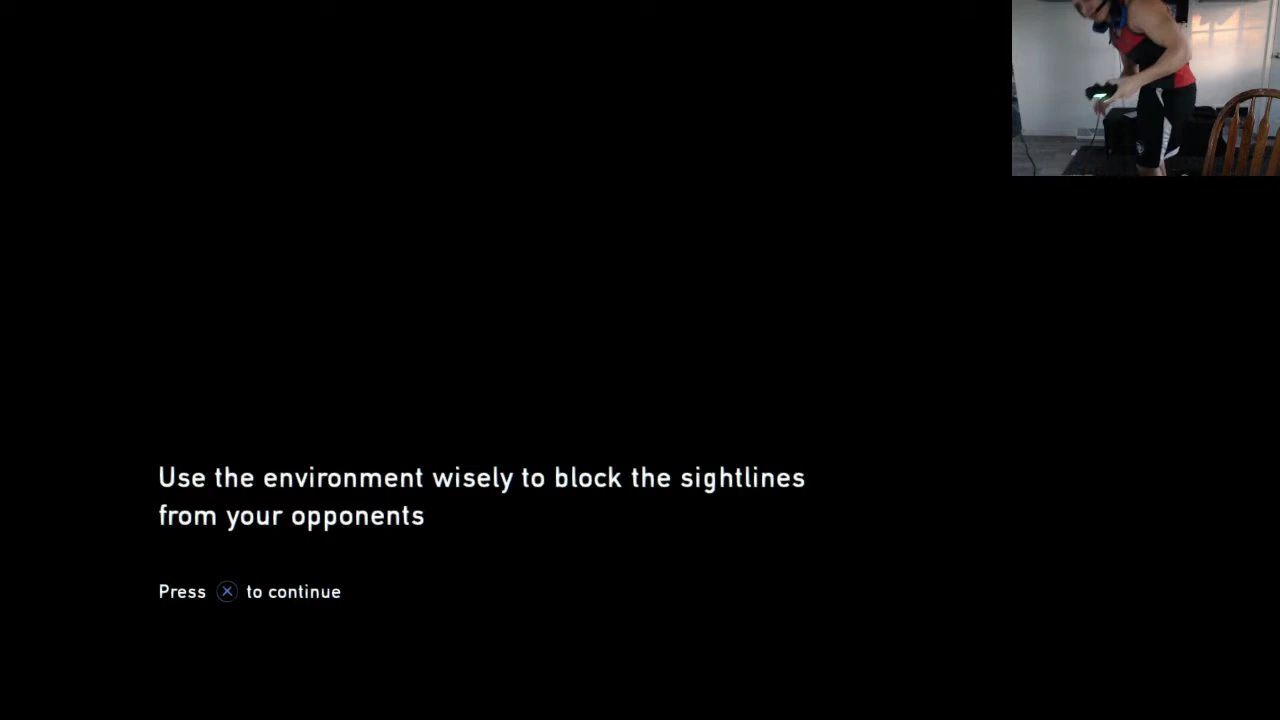 Use the environment wisely to block the sightlines
from your opponents
Press ⓧ to continue